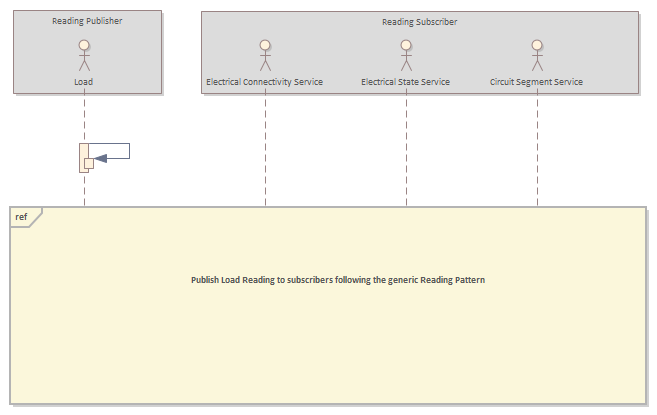 Reading Publisher
Reading Subscriber
Load
Electrical Connectivity Service
Electrical State Service
Circuit Segment Service
ref
Publish Load Reading to subscribers following the generic Reading Pattern